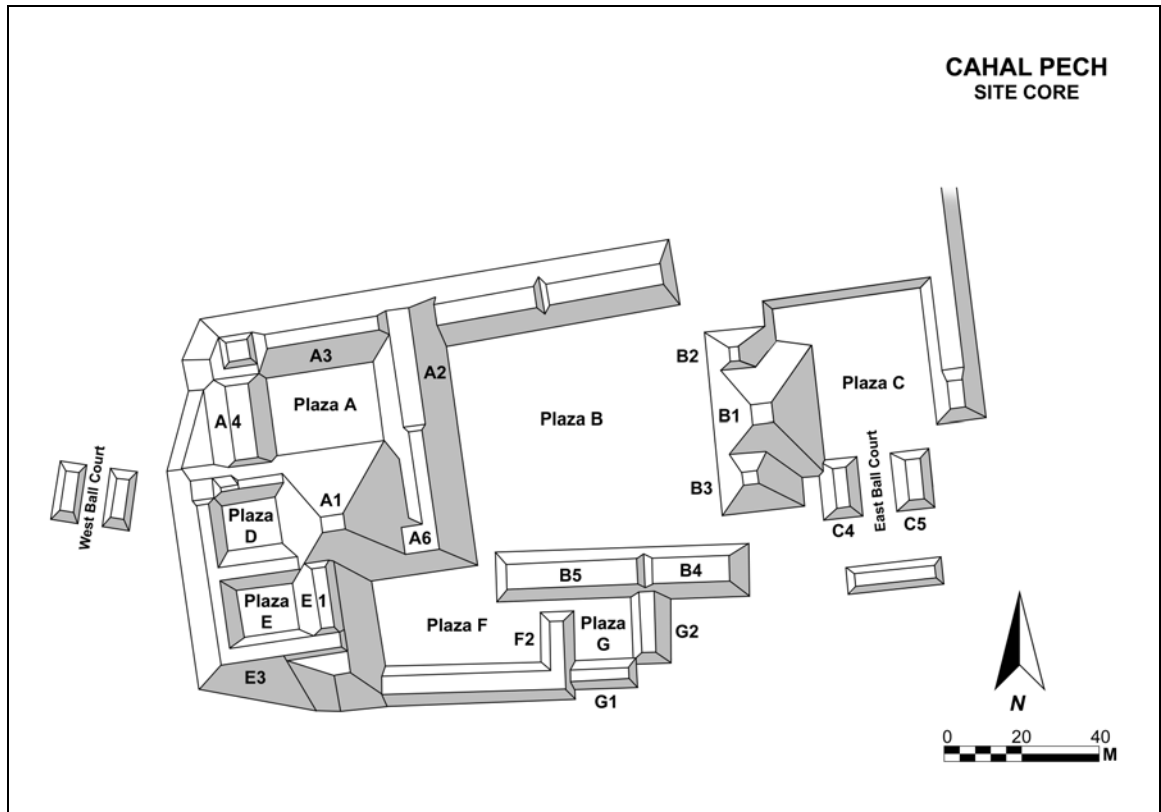 CAHAL PECH
SITE CORE
A3
A2
Plaza A
A 4
Plaza B
B2
B1
B3
Plaza C
West Ball Court
A1
Plaza
D
A6
East Ball Court
C4
C5
Plaza
E
E 1
B5
B4
Plaza F
F2
Plaza
G
G2
E3
G1
N
0 20 40
M